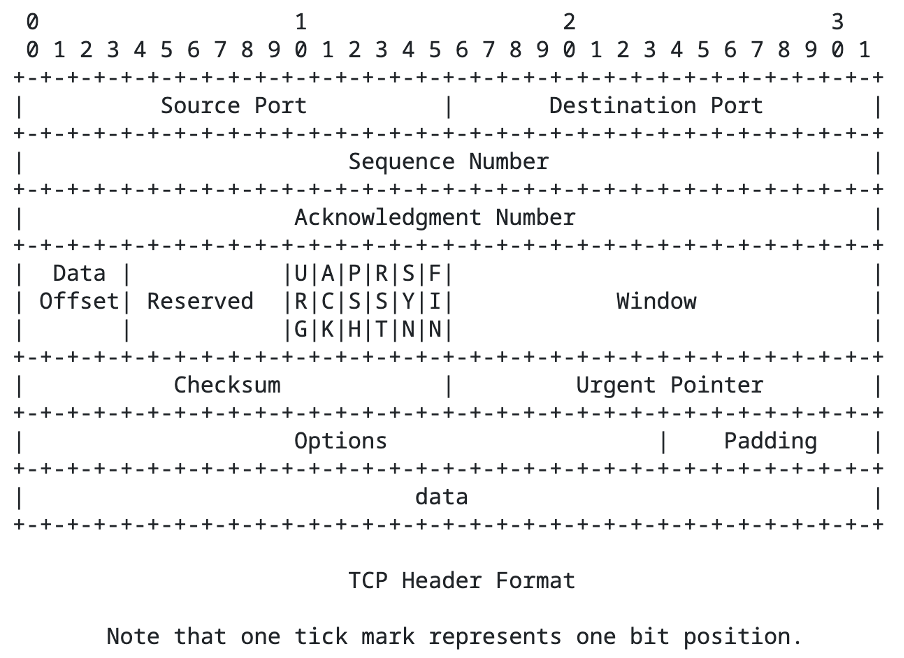 0                   1                   2                   3
 0 1 2 3 4 5 6 7 8 9 0 1 2 3 4 5 6 7 8 9 0 1 2 3 4 5 6 7 8 9 0 1
+-+-+-+-+-+-+-+-+-+-+-+-+-+-+-+-+-+-+-+-+-+-+-+-+-+-+-+-+-+-+-+-+
|          Source Port          |       Destination Port        |
+-+-+-+-+-+-+-+-+-+-+-+-+-+-+-+-+-+-+-+-+-+-+-+-+-+-+-+-+-+-+-+-+
|                        Sequence Number                        |
+-+-+-+-+-+-+-+-+-+-+-+-+-+-+-+-+-+-+-+-+-+-+-+-+-+-+-+-+-+-+-+-+
|                    Acknowledgment Number                      |
+-+-+-+-+-+-+-+-+-+-+-+-+-+-+-+-+-+-+-+-+-+-+-+-+-+-+-+-+-+-+-+-+
|  Data |           |U|A|P|R|S|F|                               |
| Offset| Reserved  |R|C|S|S|Y|I|            Window             |
|       |           |G|K|H|T|N|N|                               |
+-+-+-+-+-+-+-+-+-+-+-+-+-+-+-+-+-+-+-+-+-+-+-+-+-+-+-+-+-+-+-+-+
|           Checksum            |         Urgent Pointer        |
+-+-+-+-+-+-+-+-+-+-+-+-+-+-+-+-+-+-+-+-+-+-+-+-+-+-+-+-+-+-+-+-+
|                    Options                    |    Padding    |
+-+-+-+-+-+-+-+-+-+-+-+-+-+-+-+-+-+-+-+-+-+-+-+-+-+-+-+-+-+-+-+-+
|                             data                              |
+-+-+-+-+-+-+-+-+-+-+-+-+-+-+-+-+-+-+-+-+-+-+-+-+-+-+-+-+-+-+-+-+

                        TCP Header Format

      Note that one tick mark represents one bit position.